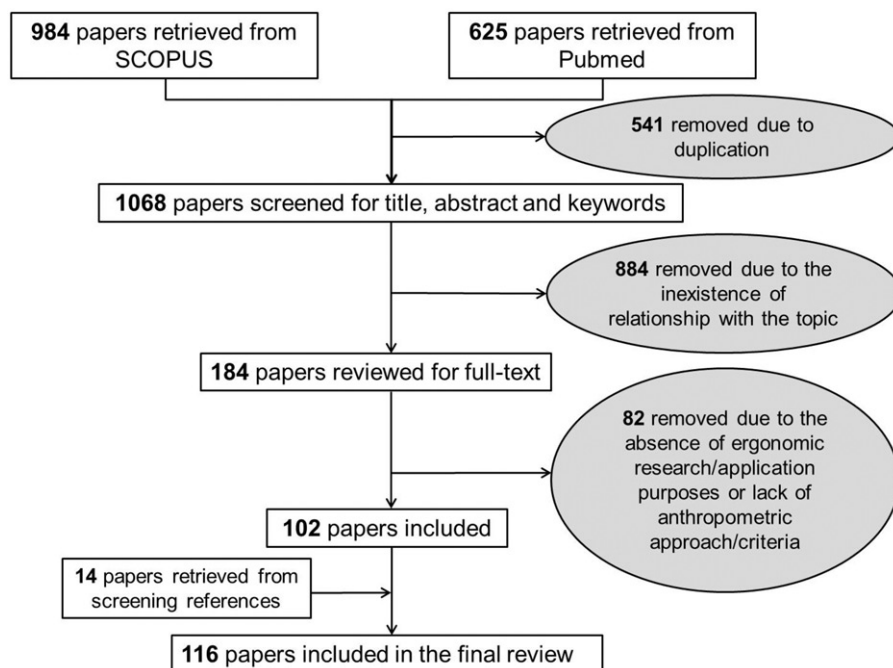 984 papers retrieved from
SCOPUS
625 papers retrieved from
Pubmed
541 removed due to
duplication
1068 papers screened for title, abstract and keywords
884 removed due to the
inexistence of
relationship with the topic
184 papers reviewed for full-text
82 removed due to the
absence of ergonomic
research/application
purposes or lack of
anthropometric
approach/criteria
102 papers included
14 papers retrieved from
screening references
116 papers included in the final review